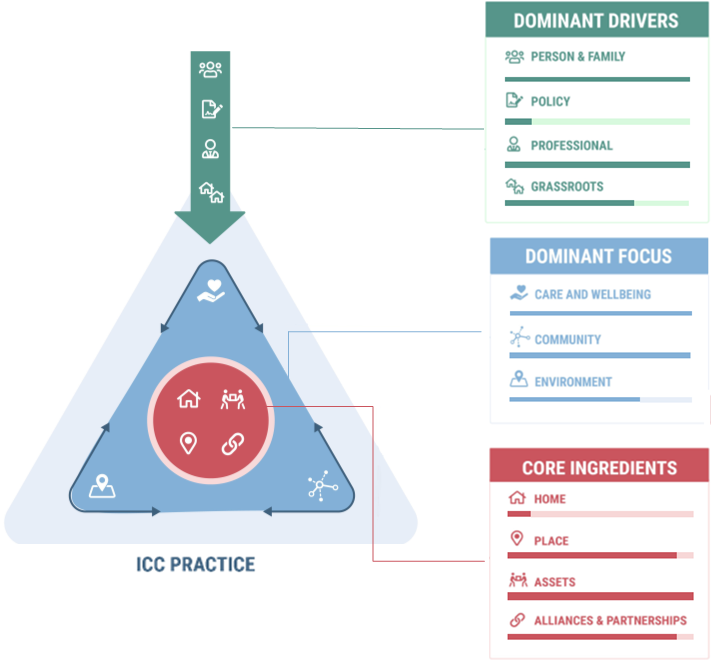 DOMINANT DRIVERS
PERSON & FAMILY
POLICY
PROFESSIONAL
GRASSROOTS
DOMINANT FOCUS
CARE AND WELLBEING
COMMUNITY
ENVIRONMENT
CORE INGREDIENTS
HOME
PLACE
ASSETS
ALLIANCES & PARTNERSHIPS
ICC PRACTICE